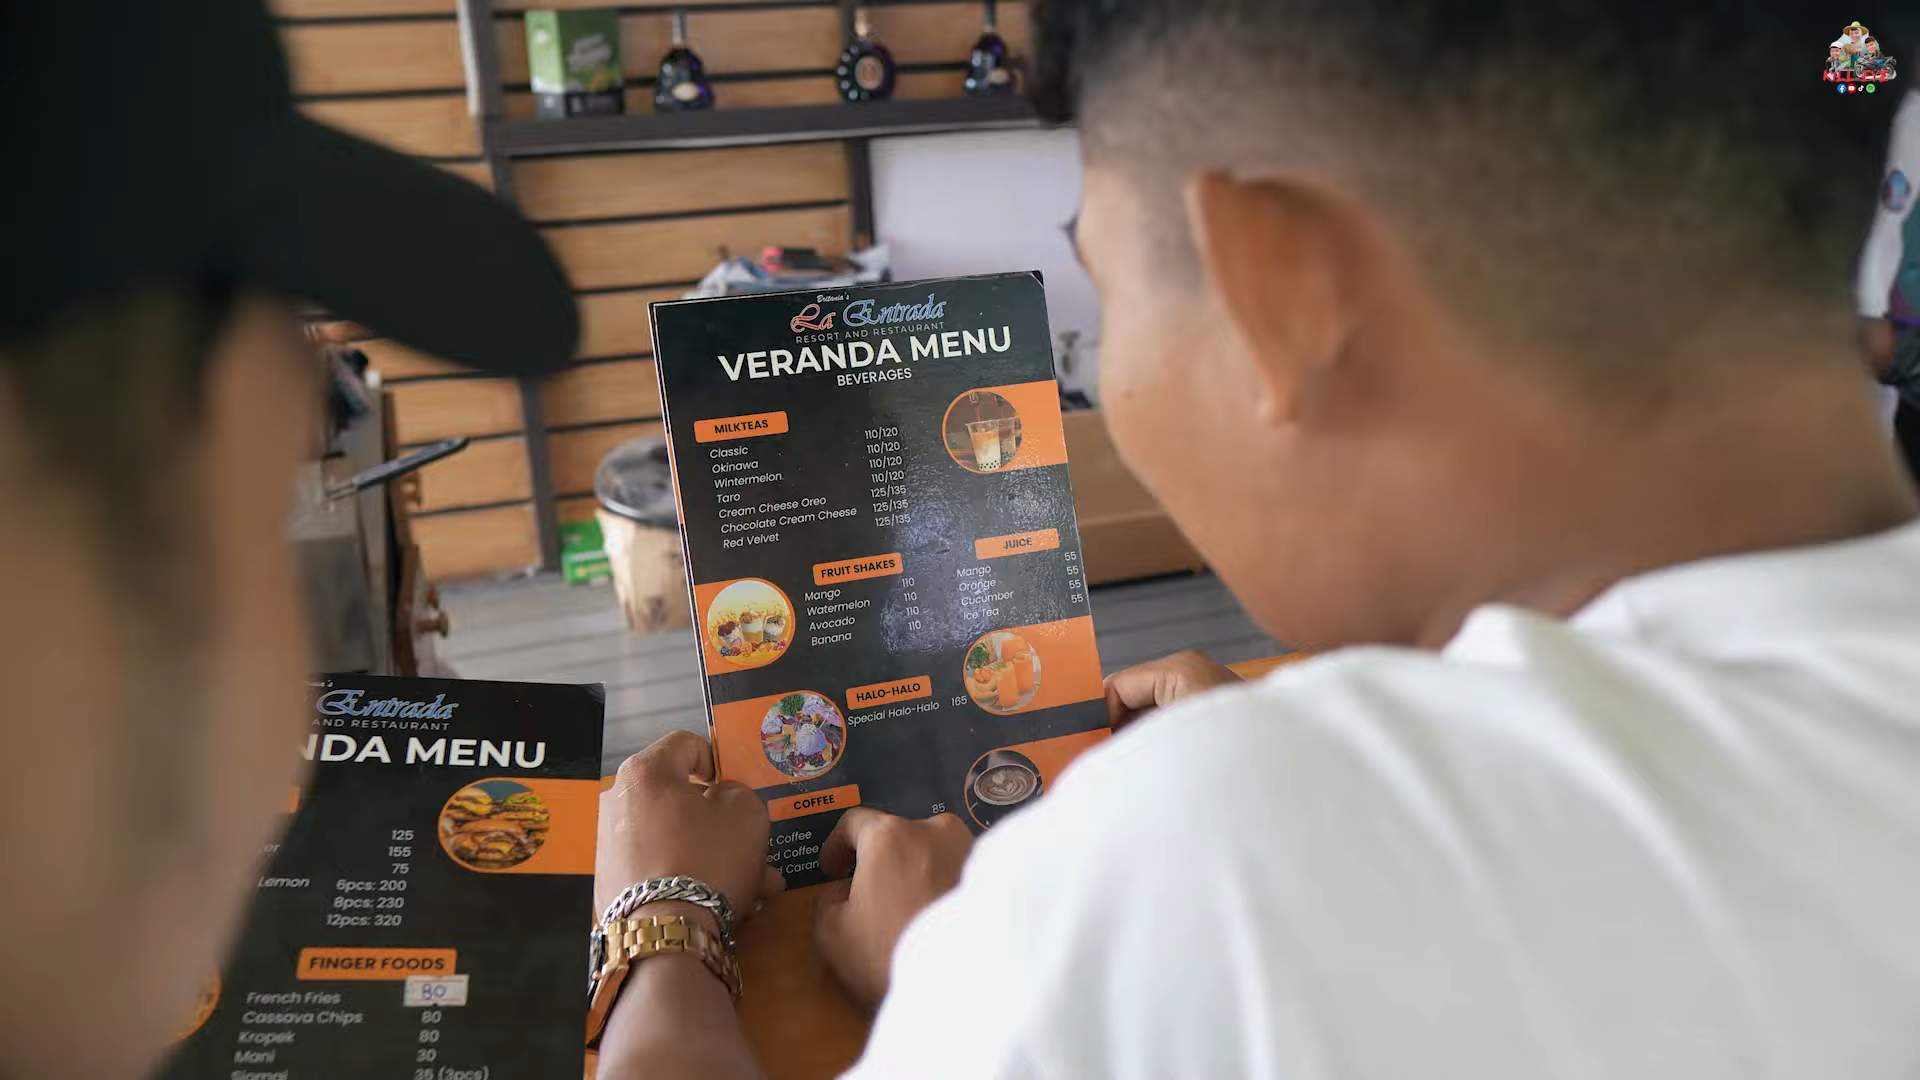 Britania's
La Entrada
RESORT AND RESTAURANT
VERANDA MENU
BEVERAGES
MILKTEAS
Classic 110/120
Okinawa 110/120
Wintermelon 110/120
Taro 110/120
Cream Cheese Oreo 125/135
Chocolate Cream Cheese 125/135
Red Velvet 125/135
FRUIT SHAKES
Mango 110
Watermelon 110
Avocado 110
Banana 110
JUICE
Mango 55
Orange 55
Cucumber 55
Ice Tea 55
HALO-HALO
Special Halo-Halo 165
COFFEE
85
Coffee
Coffee
Entrada
AND RESTAURANT
NDA MENU
125
155
75
Lemon 6pcs: 200
8pcs: 230
12pcs: 320
FINGER FOODS
French Fries 80
Cassava Chips 80
Kropek 80
Mani 30
Siomai 35 (3pcs)